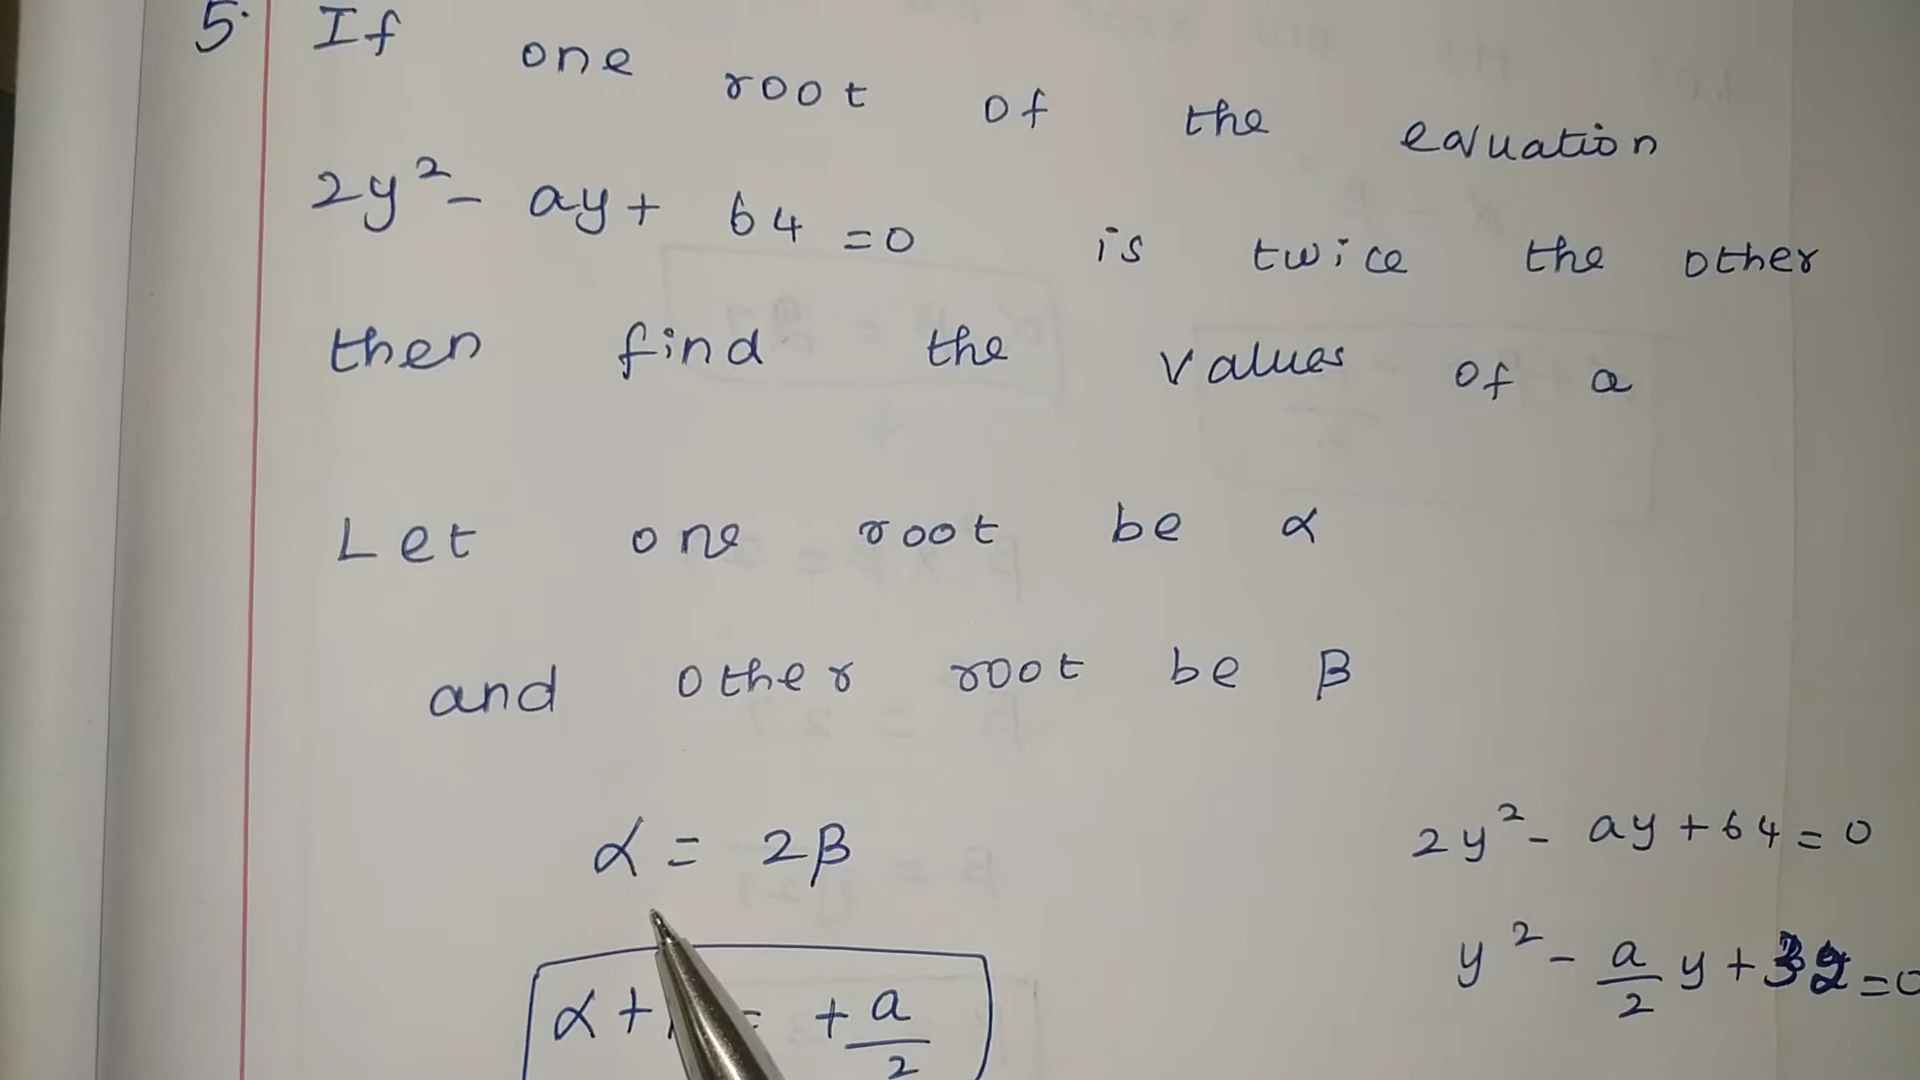 5. If one root of the equation
2y² - ay + 64 = 0 is twice the other
then find the values of a
Let one root be α
and other root be β
α = 2β
2y² - ay + 64 = 0
y² - a/2 y + 32 = 0
α + = + a/2